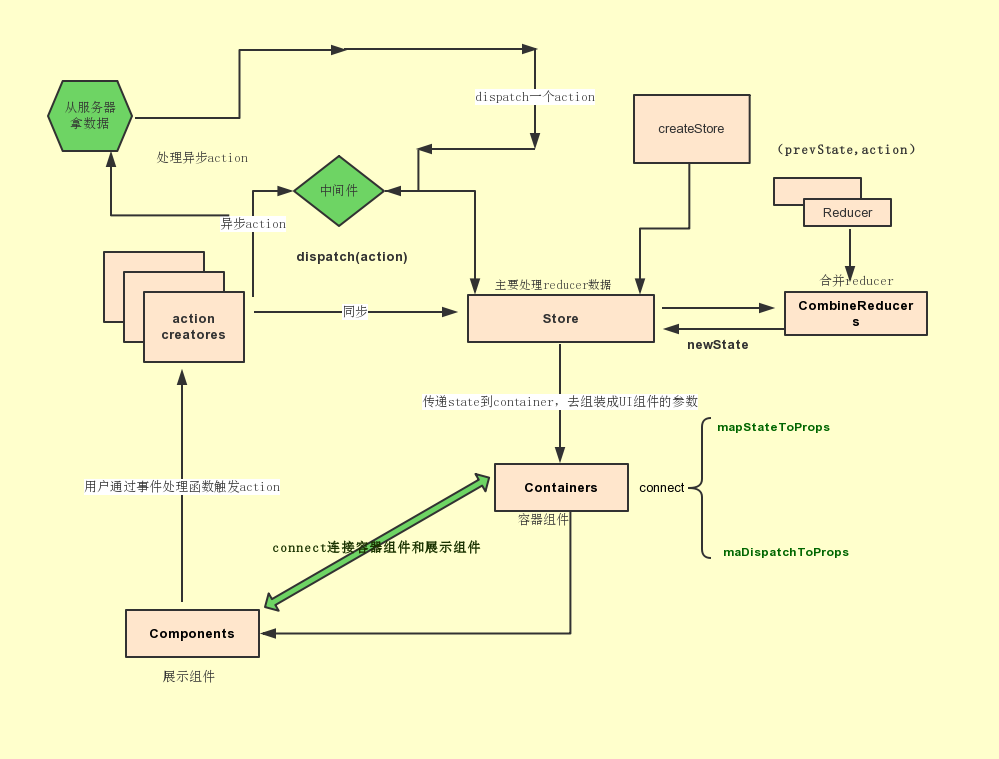 dispatch一个action
从服务器
拿数据
createStore
(prevState,action)
处理异步action
中间件
Reducer
异步action
dispatch(action)
主要处理reducer数据
合并reducer
action
creatores
同步
Store
CombineReducer
s
newState
传递state到container，去组装成UI组件的参数
mapStateToProps
用户通过事件处理函数触发action
Containers
connect
容器组件
connect连接容器组件和展示组件
maDispatchToProps
Components
展示组件